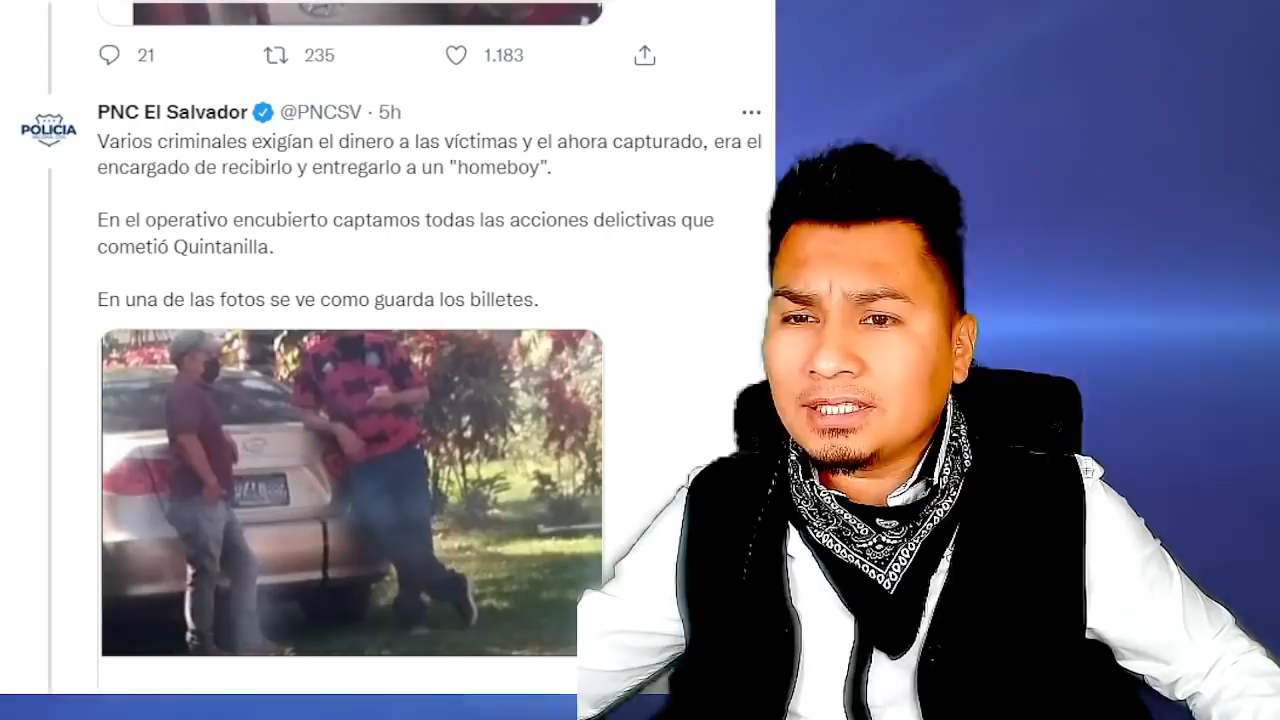 21 235 1.183
PNC El Salvador @PNCSV · 5h
POLICIA
Varios criminales exigían el dinero a las víctimas y el ahora capturado, era el
encargado de recibirlo y entregarlo a un "homeboy".
En el operativo encubierto captamos todas las acciones delictivas que
cometió Quintanilla.
En una de las fotos se ve como guarda los billetes.